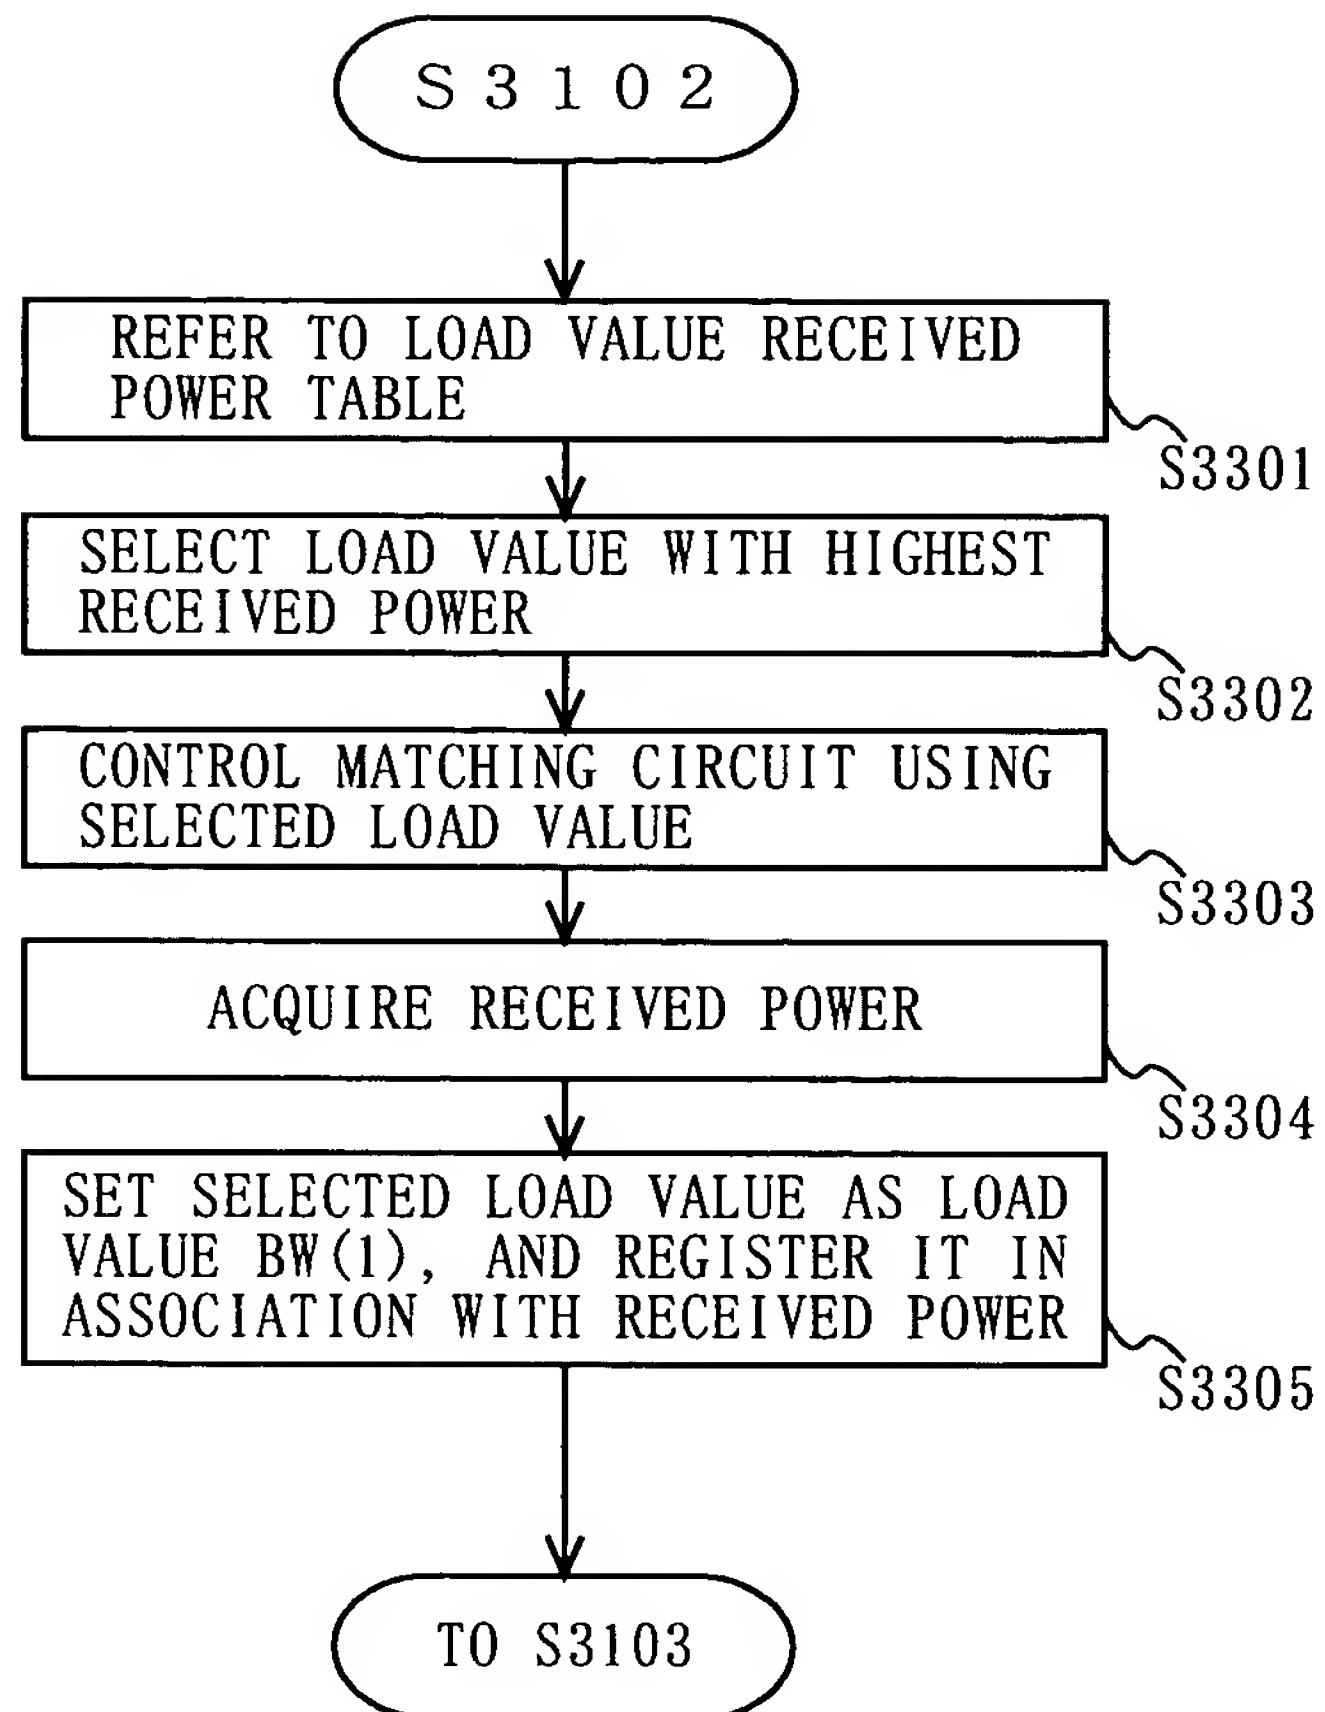 S3102
REFER TO LOAD VALUE RECEIVED
POWER TABLE
S3301
SELECT LOAD VALUE WITH HIGHEST
RECEIVED POWER
S3302
CONTROL MATCHING CIRCUIT USING
SELECTED LOAD VALUE
S3303
ACQUIRE RECEIVED POWER
S3304
SET SELECTED LOAD VALUE AS LOAD
VALUE BW(1), AND REGISTER IT IN
ASSOCIATION WITH RECEIVED POWER
S3305
TO S3103